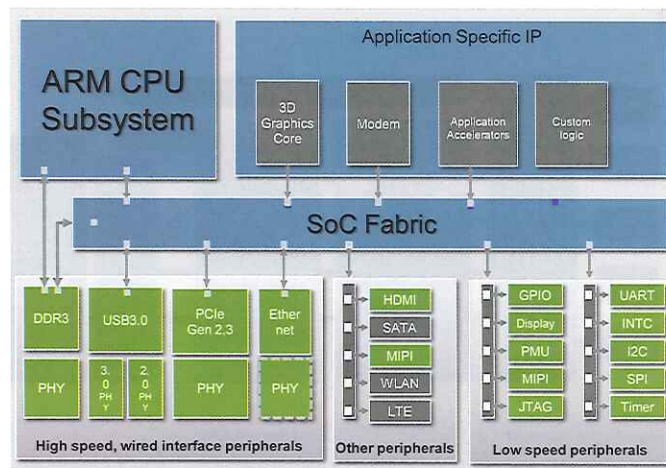 ARM CPU
Subsystem
Application Specific IP
3D
Graphics
Core
Modem
Application
Accelerators
Custom
logic
SoC Fabric
DDR3
USB3.0
PCIe
Gen 2,3
Ether
net
PHY
3.
0
P
H
Y
2.
0
P
H
Y
PHY
PHY
High speed, wired interface peripherals
HDMI
SATA
MIPI
WLAN
LTE
Other peripherals
GPIO
Display
PMU
MIPI
JTAG
UART
INTC
I2C
SPI
Timer
Low speed peripherals